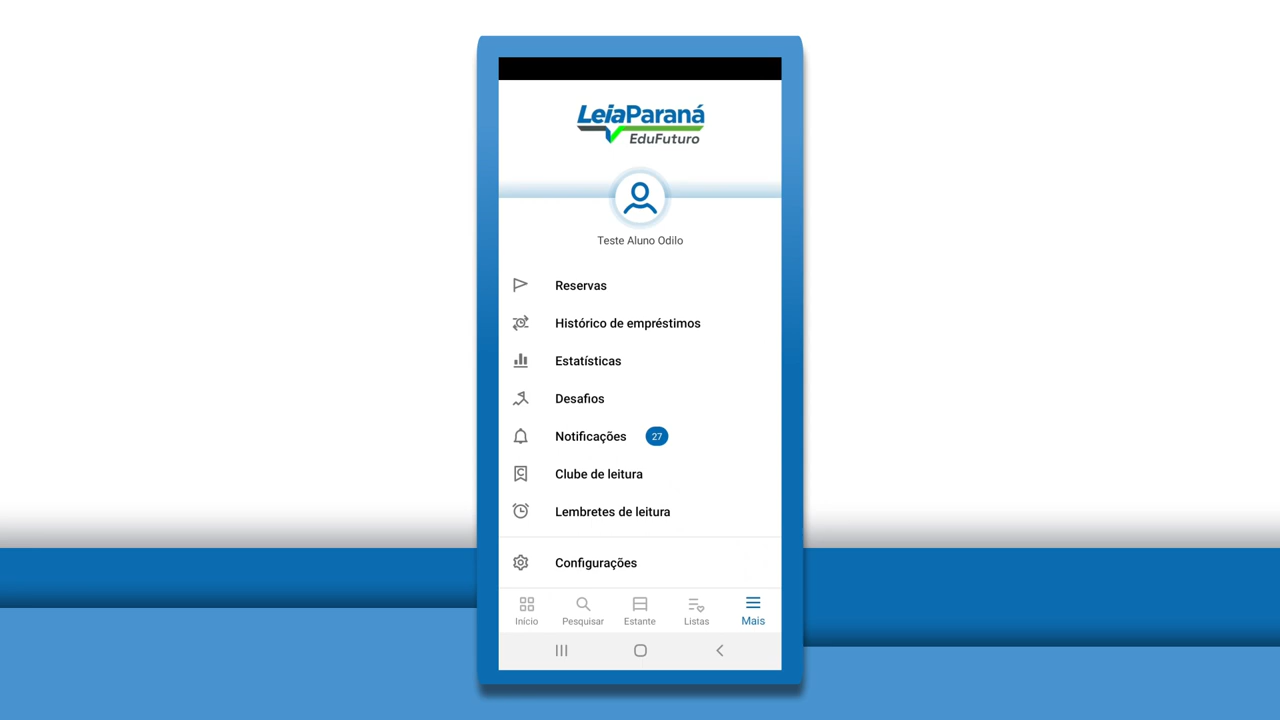 LeiaParaná
EduFuturo
Teste Aluno Odilo
Reservas
Histórico de empréstimos
Estatísticas
Desafios
Notificações 27
Clube de leitura
Lembretes de leitura
Configurações
Início Pesquisar Estante Listas Mais